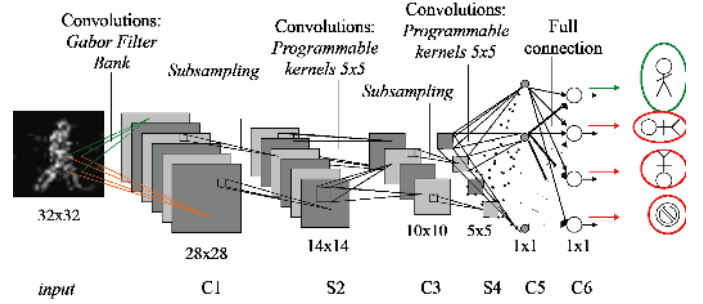 Convolutions:
Gabor Filter
Bank
Subsampling
Convolutions:
Programmable
kernels 5x5
Subsampling
Convolutions:
Programmable
kernels 5x5
Full
connection
32x32
28x28
14x14
10x10
5x5
1x1
1x1
input
C1
S2
C3
S4
C5
C6